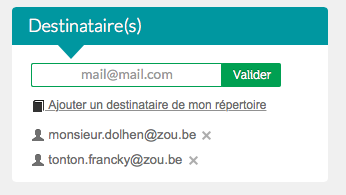 Destinataire(s)
mail@mail.com Valider
Ajouter un destinataire de mon répertoire
monsieur.dolhen@zou.be
tonton.francky@zou.be